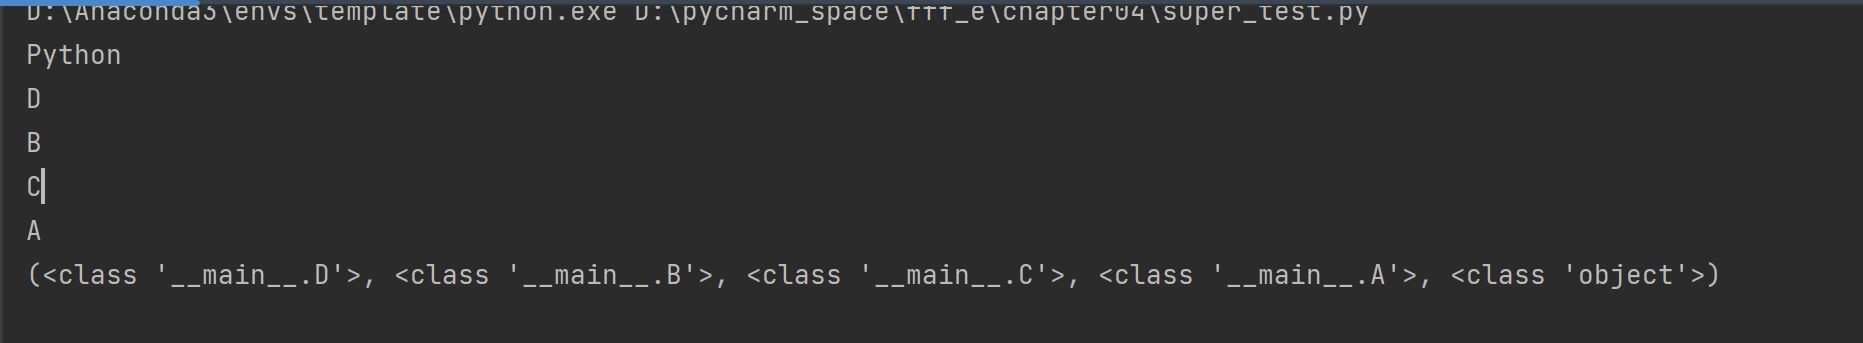 D:\Anaconda3\envs\template\python.exe D:\pycharm_space\fff_e\chapter04\super_test.py
Python
D
B
C
A
(<class '__main__.D'>, <class '__main__.B'>, <class '__main__.C'>, <class '__main__.A'>, <class 'object'>)